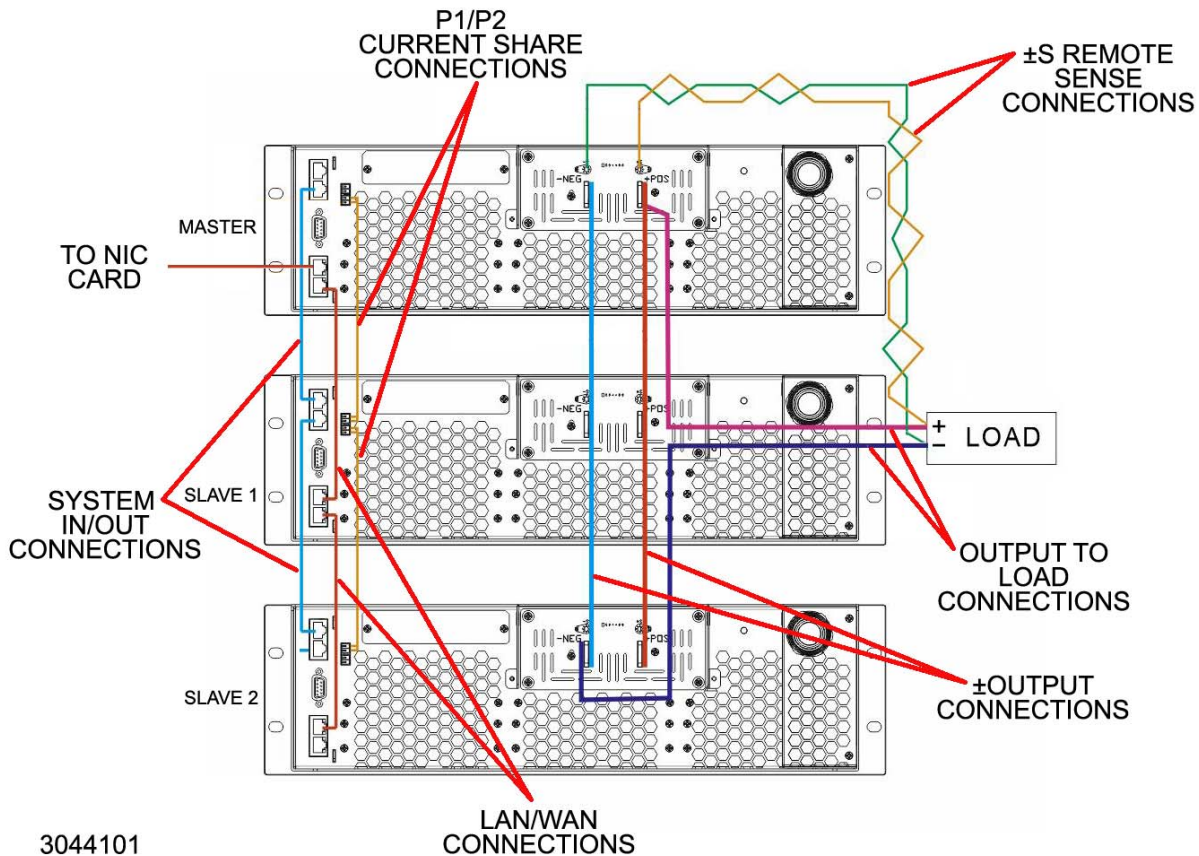 P1/P2
CURRENT SHARE
CONNECTIONS
±S REMOTE
SENSE
CONNECTIONS
-NEG
+POS
MASTER
TO NIC
CARD
-NEG
+POS
+
-
LOAD
SLAVE 1
SYSTEM
IN/OUT
CONNECTIONS
OUTPUT TO
LOAD
CONNECTIONS
-NEG
+POS
SLAVE 2
±OUTPUT
CONNECTIONS
LAN/WAN
CONNECTIONS
3044101